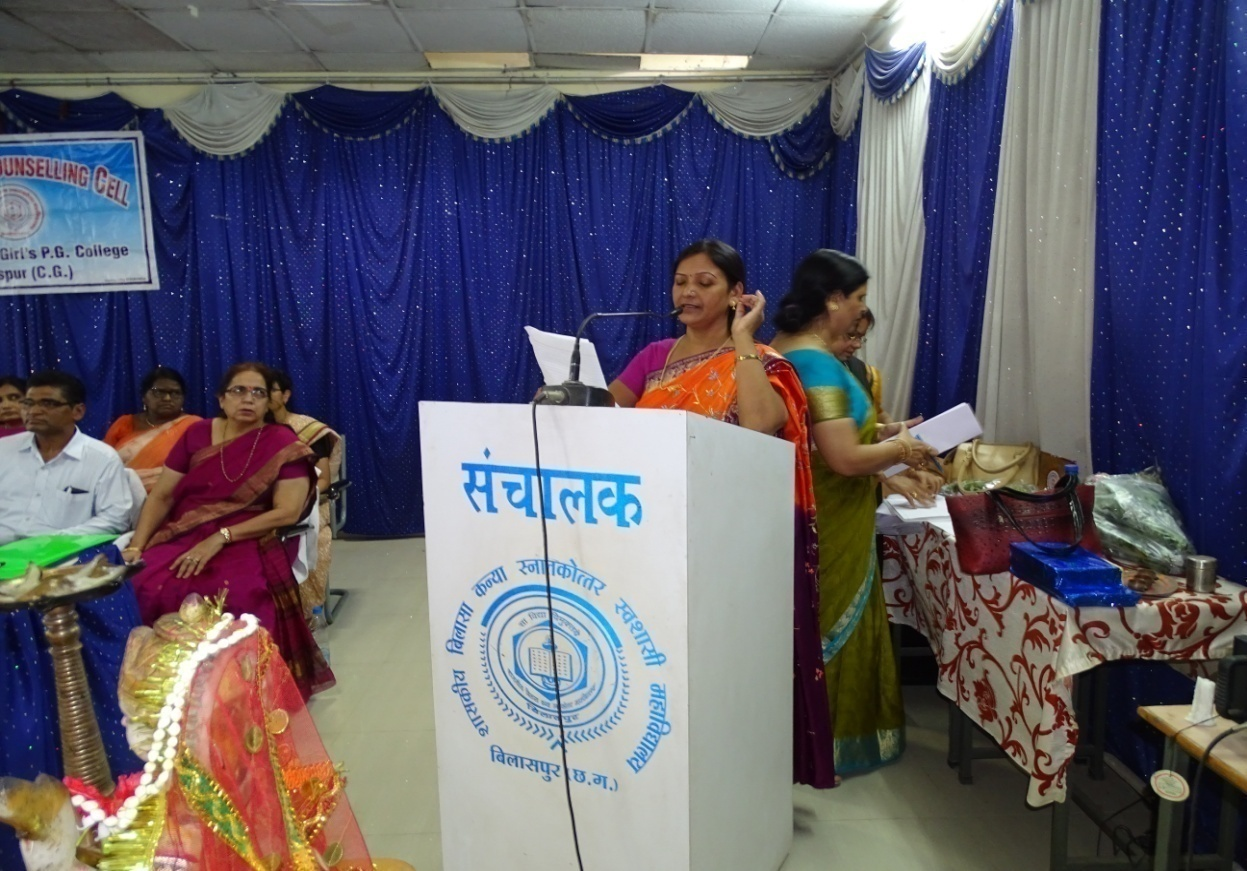 OUNSELLING CELL
Girl's P.G. College
spur (C.G.)
संचालक
शासकीय बिलासा कन्या स्नातकोत्तर स्वशासी महाविद्यालय
बिलासपुर (छ.ग.)